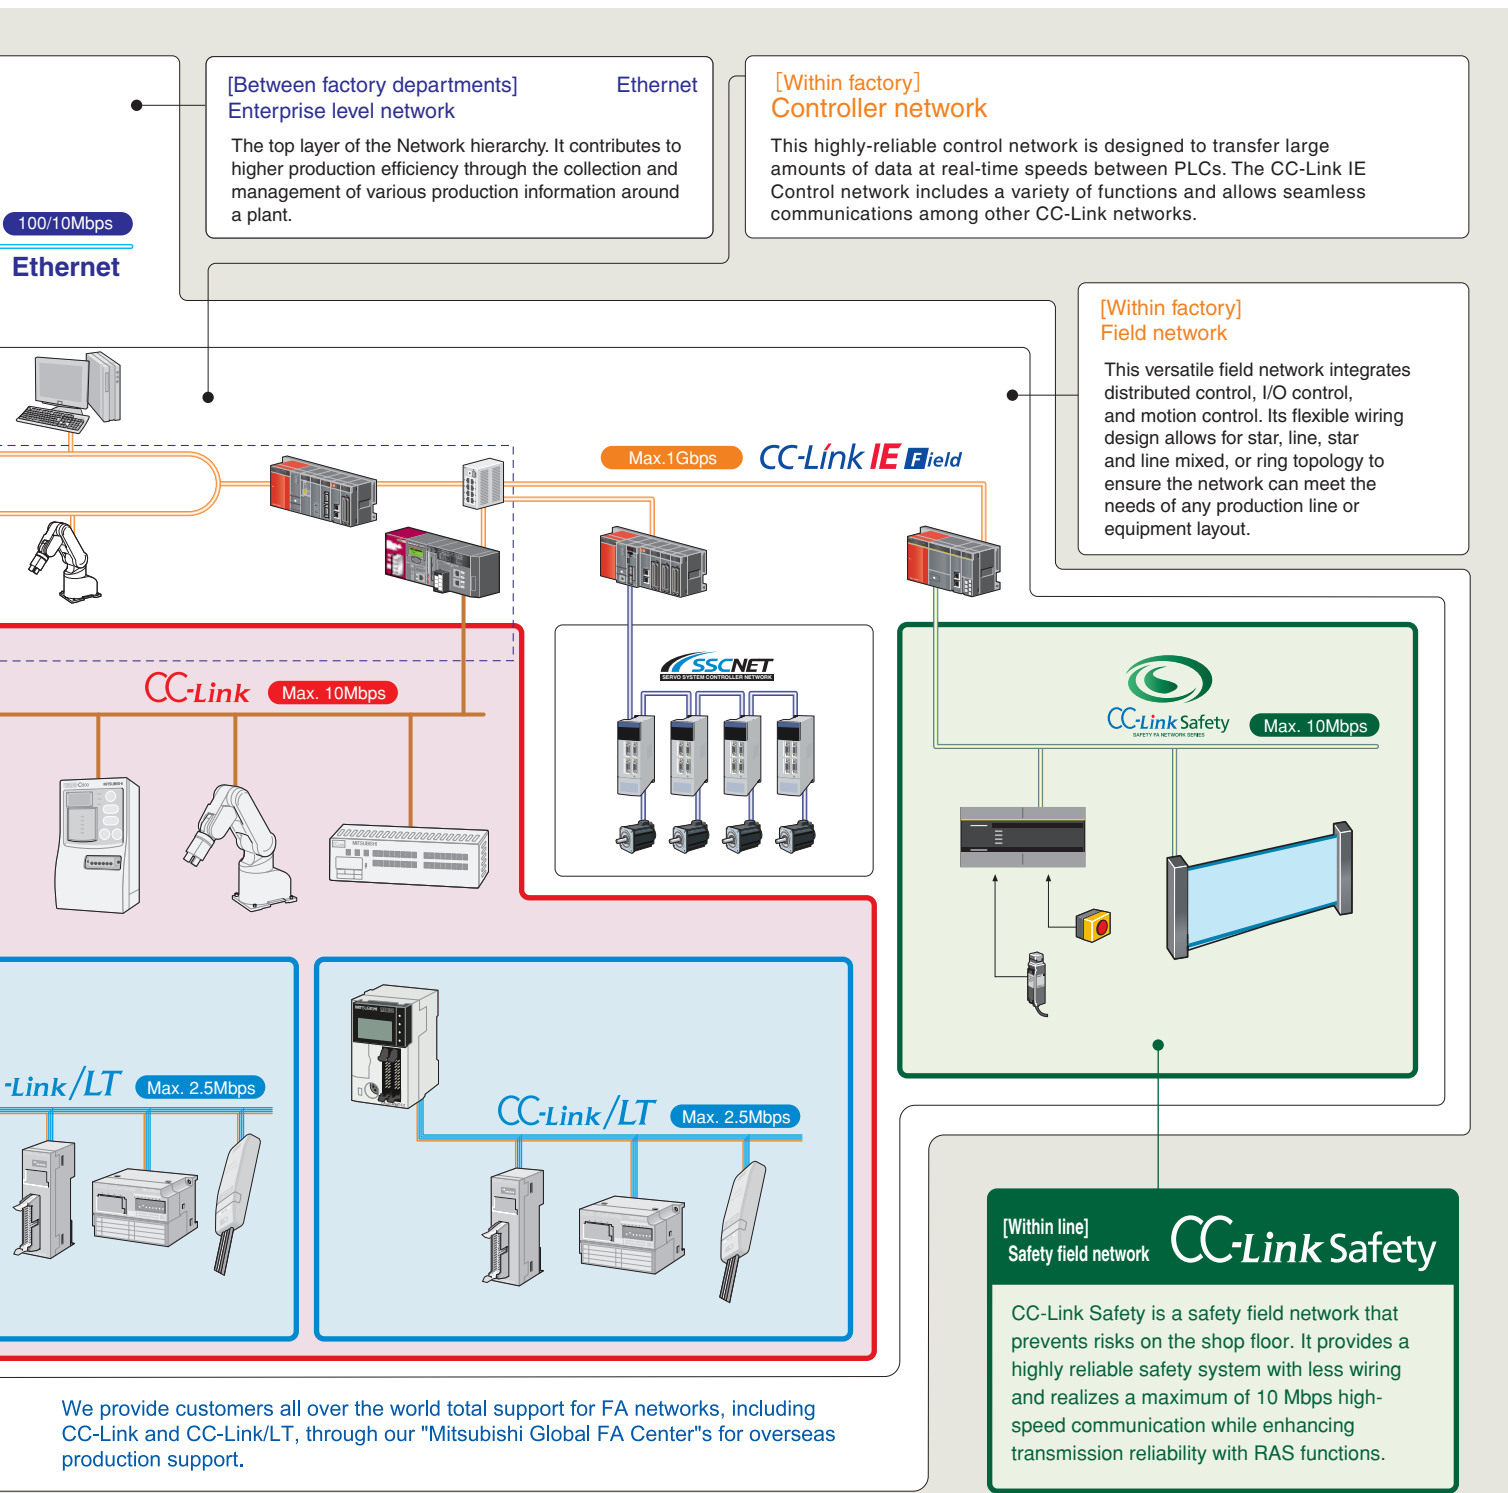 [Between factory departments] Ethernet
Enterprise level network
The top layer of the Network hierarchy. It contributes to
higher production efficiency through the collection and
management of various production information around
a plant.
[Within factory]
Controller network
This highly-reliable control network is designed to transfer large
amounts of data at real-time speeds between PLCs. The CC-Link IE
Control network includes a variety of functions and allows seamless
communications among other CC-Link networks.
100/10Mbps
Ethernet
[Within factory]
Field network
This versatile field network integrates
distributed control, I/O control,
and motion control. Its flexible wiring
design allows for star, line, star
and line mixed, or ring topology to
ensure the network can meet the
needs of any production line or
equipment layout.
Max.1Gbps
CC-Link IE Field
CC-Link
Max. 10Mbps
SSCNET
SERVO SYSTEM CONTROLLER NETWORK
CC-Link Safety
SAFETY FA NETWORK SERIES
Max. 10Mbps
MITSUBISHI
MITSUBISHI
MITSUBISHI
-Link/LT
Max. 2.5Mbps
CC-Link/LT
Max. 2.5Mbps
[Within line]
Safety field network
CC-Link Safety
CC-Link Safety is a safety field network that
prevents risks on the shop floor. It provides a
highly reliable safety system with less wiring
and realizes a maximum of 10 Mbps high-
speed communication while enhancing
transmission reliability with RAS functions.
We provide customers all over the world total support for FA networks, including
CC-Link and CC-Link/LT, through our "Mitsubishi Global FA Center"s for overseas
production support.